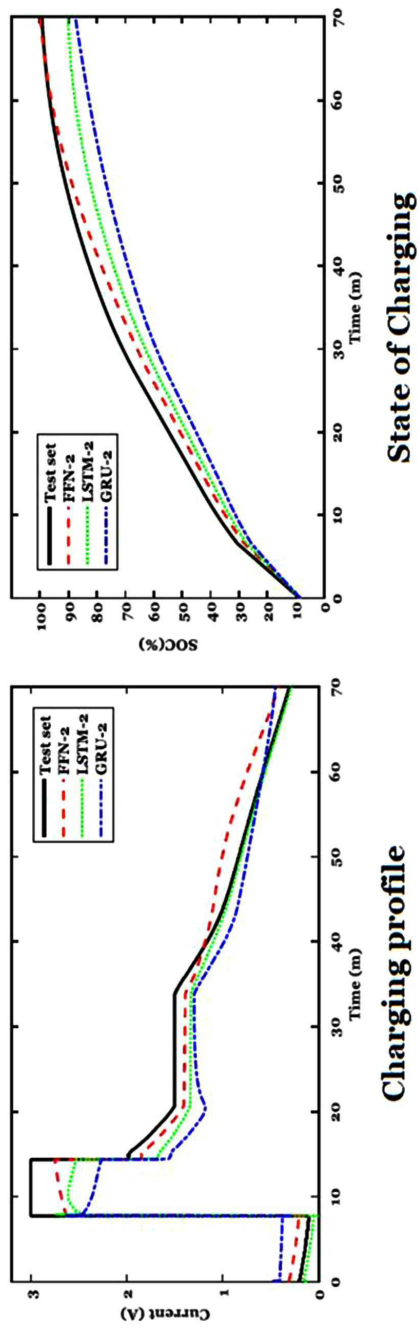 3
2
1
0
Current (A)
Test set
FFN-2
LSTM-2
GRU-2
0
10
20
30
40
50
60
70
Time (m)
Charging profile
100
90
80
70
60
50
40
30
20
10
0
SOC(%)
Test set
FFN-2
LSTM-2
GRU-2
0
10
20
30
40
50
60
70
Time (m)
State of Charging